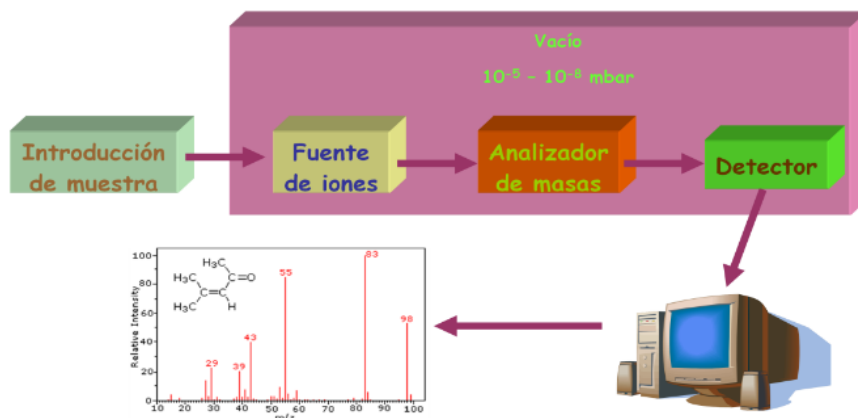 Vacío
10⁻⁵ - 10⁻⁸ mbar
Introducción
de muestra
Fuente
de iones
Analizador
de masas
Detector
Relative Intensity
100
80
60
40
20
0
H₃C
H₃C
C=O
C=C
H₃C
H
29
39
43
55
83
98
10 20 30 40 50 60 70 80 90 100
m/z